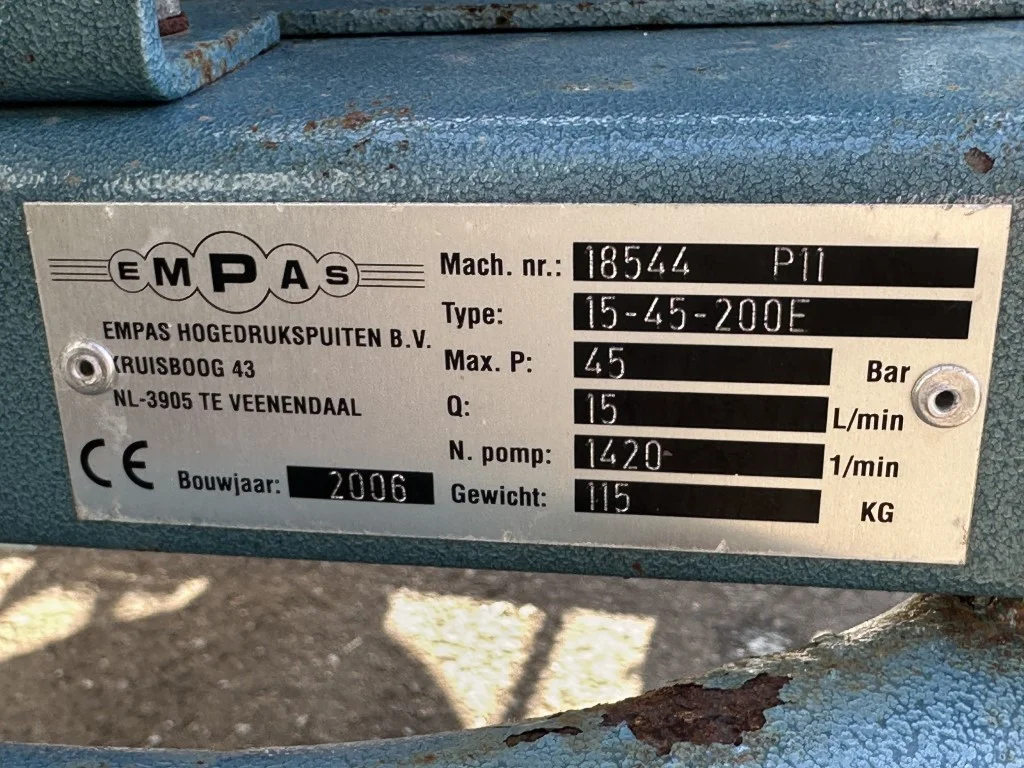 EMPAS
EMPAS HOGEDRUKSPUITEN B.V.
KRUISBOOG 43
NL-3905 TE VEENENDAAL
CE
Bouwjaar: 2006
Mach. nr.: 18544 P11
Type: 15-45-200E
Max. P: 45 Bar
Q: 15 L/min
N. pomp: 1420 1/min
Gewicht: 115 KG